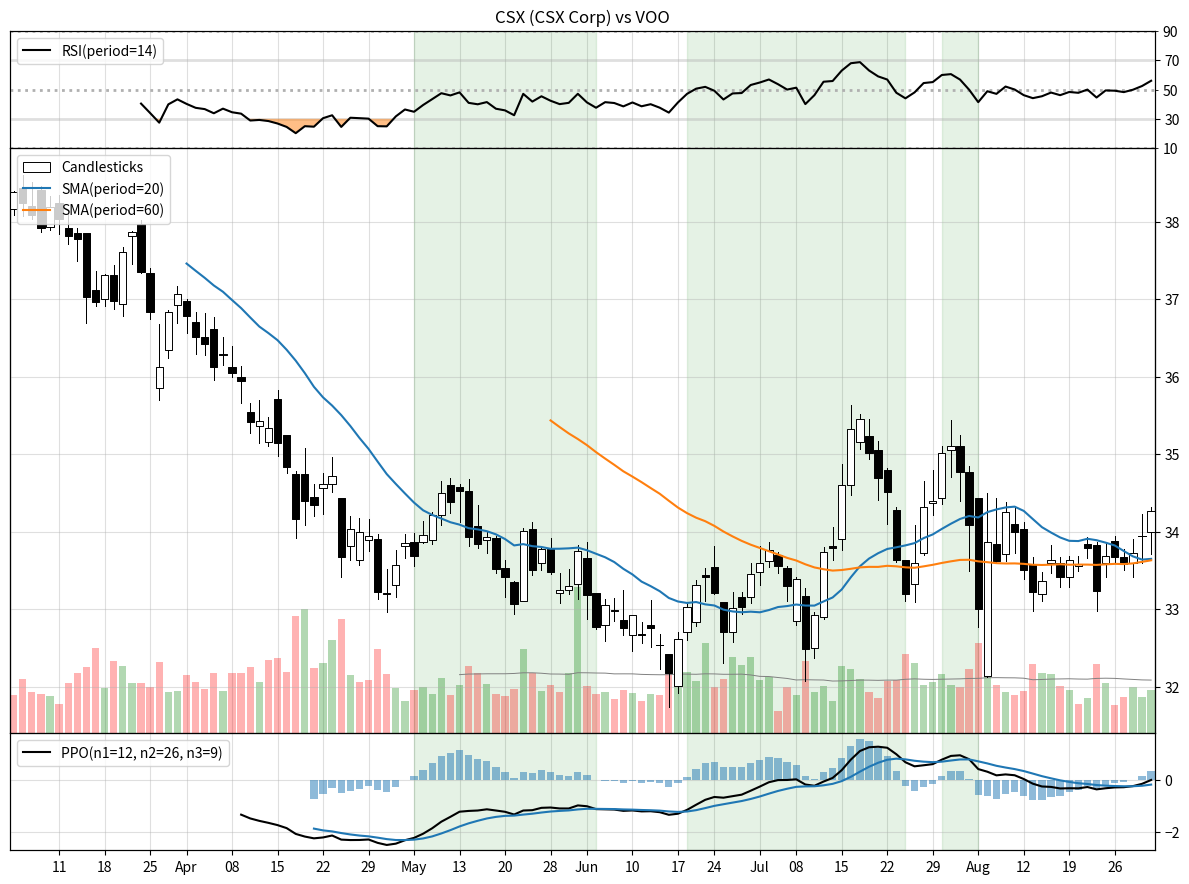 CSX (CSX Corp) vs VOO
RSI(period=14)
90
70
50
30
10
Candlesticks
SMA(period=20)
SMA(period=60)
38
37
36
35
34
33
32
PPO(n1=12, n2=26, n3=9)
0
−2
11 18 25 Apr 08 15 22 29 May 13 20 28 Jun 10 17 24 Jul 08 15 22 29 Aug 12 19 26